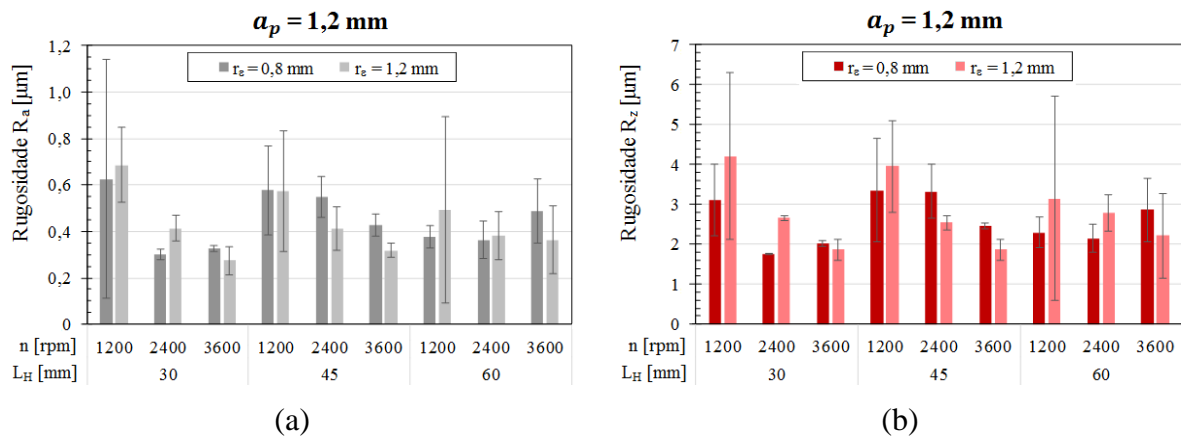 a_p = 1,2 mm
Rugosidade R_a [µm]
1,2
1,0
0,8
0,6
0,4
0,2
0
r_ε = 0,8 mm r_ε = 1,2 mm
n [rpm] 1200 2400 3600 1200 2400 3600 1200 2400 3600
L_H [mm] 30 45 60
(a)
a_p = 1,2 mm
Rugosidade R_z [µm]
7
6
5
4
3
2
1
0
r_ε = 0,8 mm r_ε = 1,2 mm
n [rpm] 1200 2400 3600 1200 2400 3600 1200 2400 3600
L_H [mm] 30 45 60
(b)